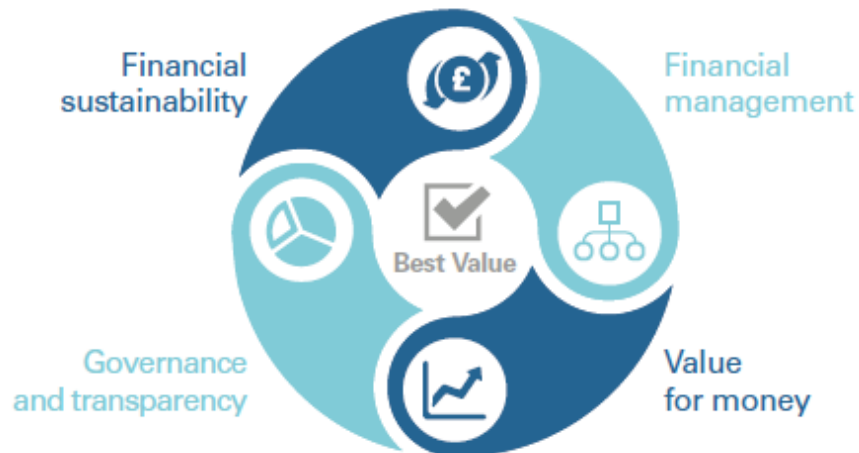 Financial
sustainability
Financial
management
£
Best Value
Governance
and transparency
Value
for money